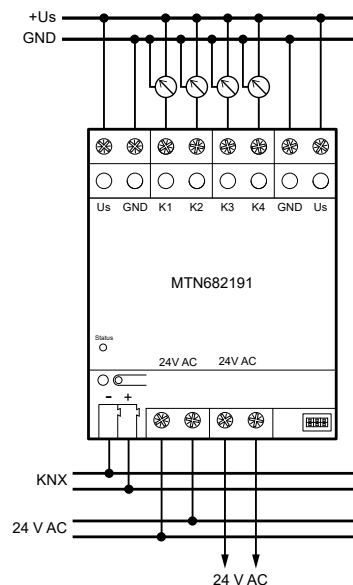 +Us
GND
Us GND K1 K2 K3 K4 GND Us
MTN682191
Status
24V AC 24V AC
- +
KNX
24 V AC
24 V AC